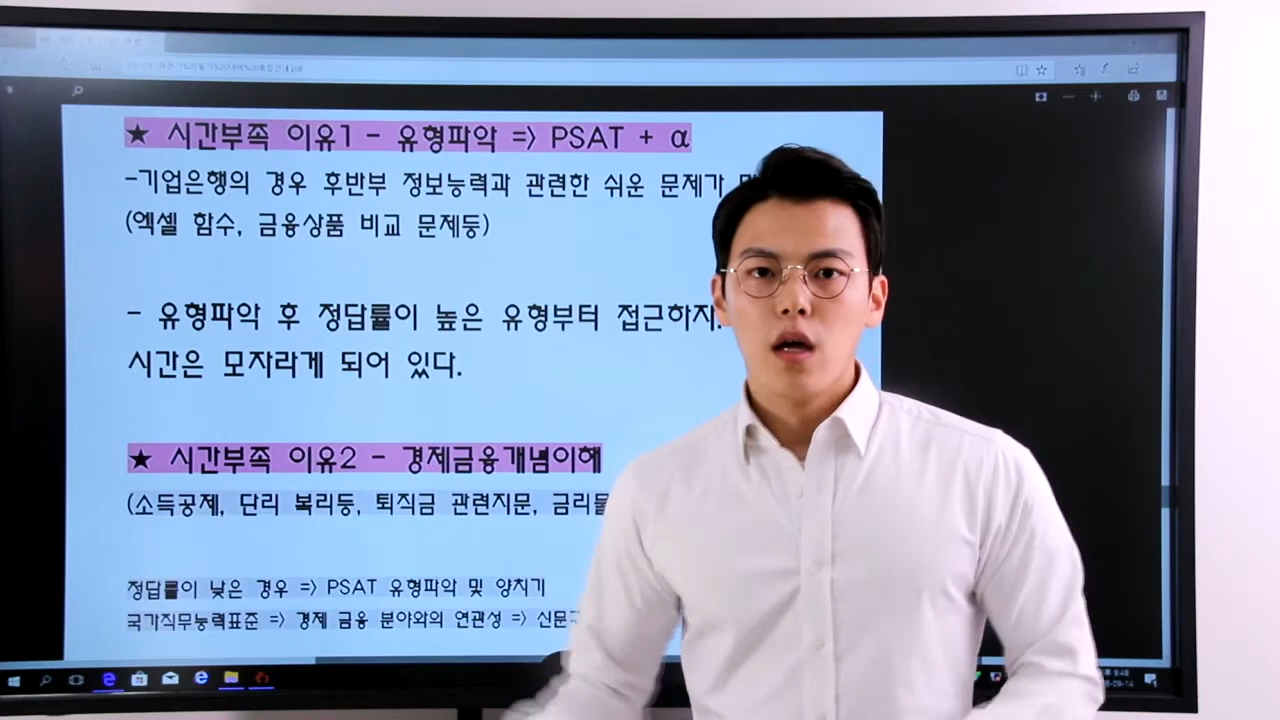 ★ 시간부족 이유1 - 유형파악 => PSAT + α
-기업은행의 경우 후반부 정보능력과 관련한 쉬운 문제가
(엑셀 함수, 금융상품 비교 문제등)
- 유형파악 후 정답률이 높은 유형부터 접근하자.
시간은 모자라게 되어 있다.
★ 시간부족 이유2 - 경제금융개념이해
(소득공제, 단리 복리등, 퇴직금 관련지문,
정답률이 낮은 경우 => PSAT 유형파악 및 양치기
국가직무능력표준 => 경제 금융 분야와의 연관성 =>